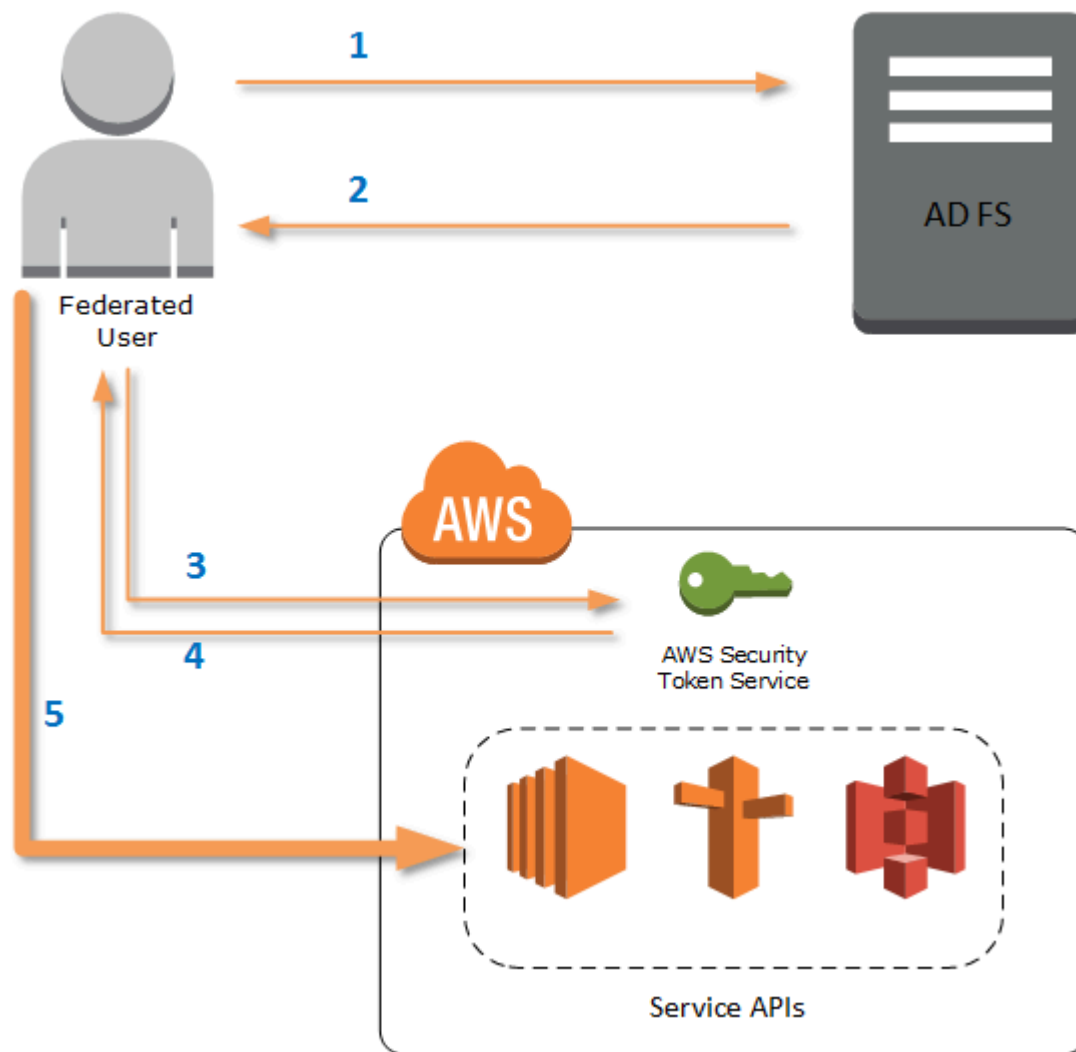 1
2
AD FS
Federated
User
AWS
3
4
AWS Security
Token Service
5
Service APIs